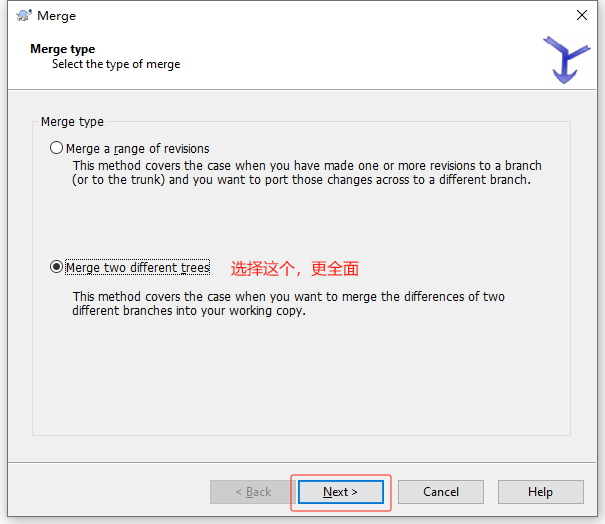 Merge
Merge type
Select the type of merge
Merge type
Merge a range of revisions
This method covers the case when you have made one or more revisions to a branch
(or to the trunk) and you want to port those changes across to a different branch.
Merge two different trees 选择这个，更全面
This method covers the case when you want to merge the differences of two
different branches into your working copy.
< Back Next > Cancel Help